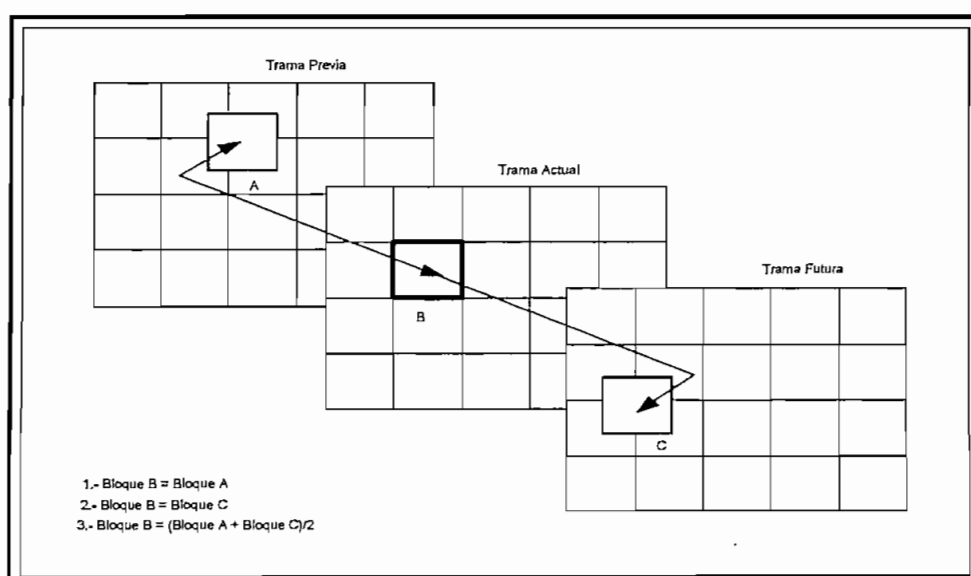 Trama Previa
A
Trama Actual
B
Trama Futura
C
1.- Bloque B = Bloque A
2.- Bloque B = Bloque C
3.- Bloque B = (Bloque A + Bloque C)/2